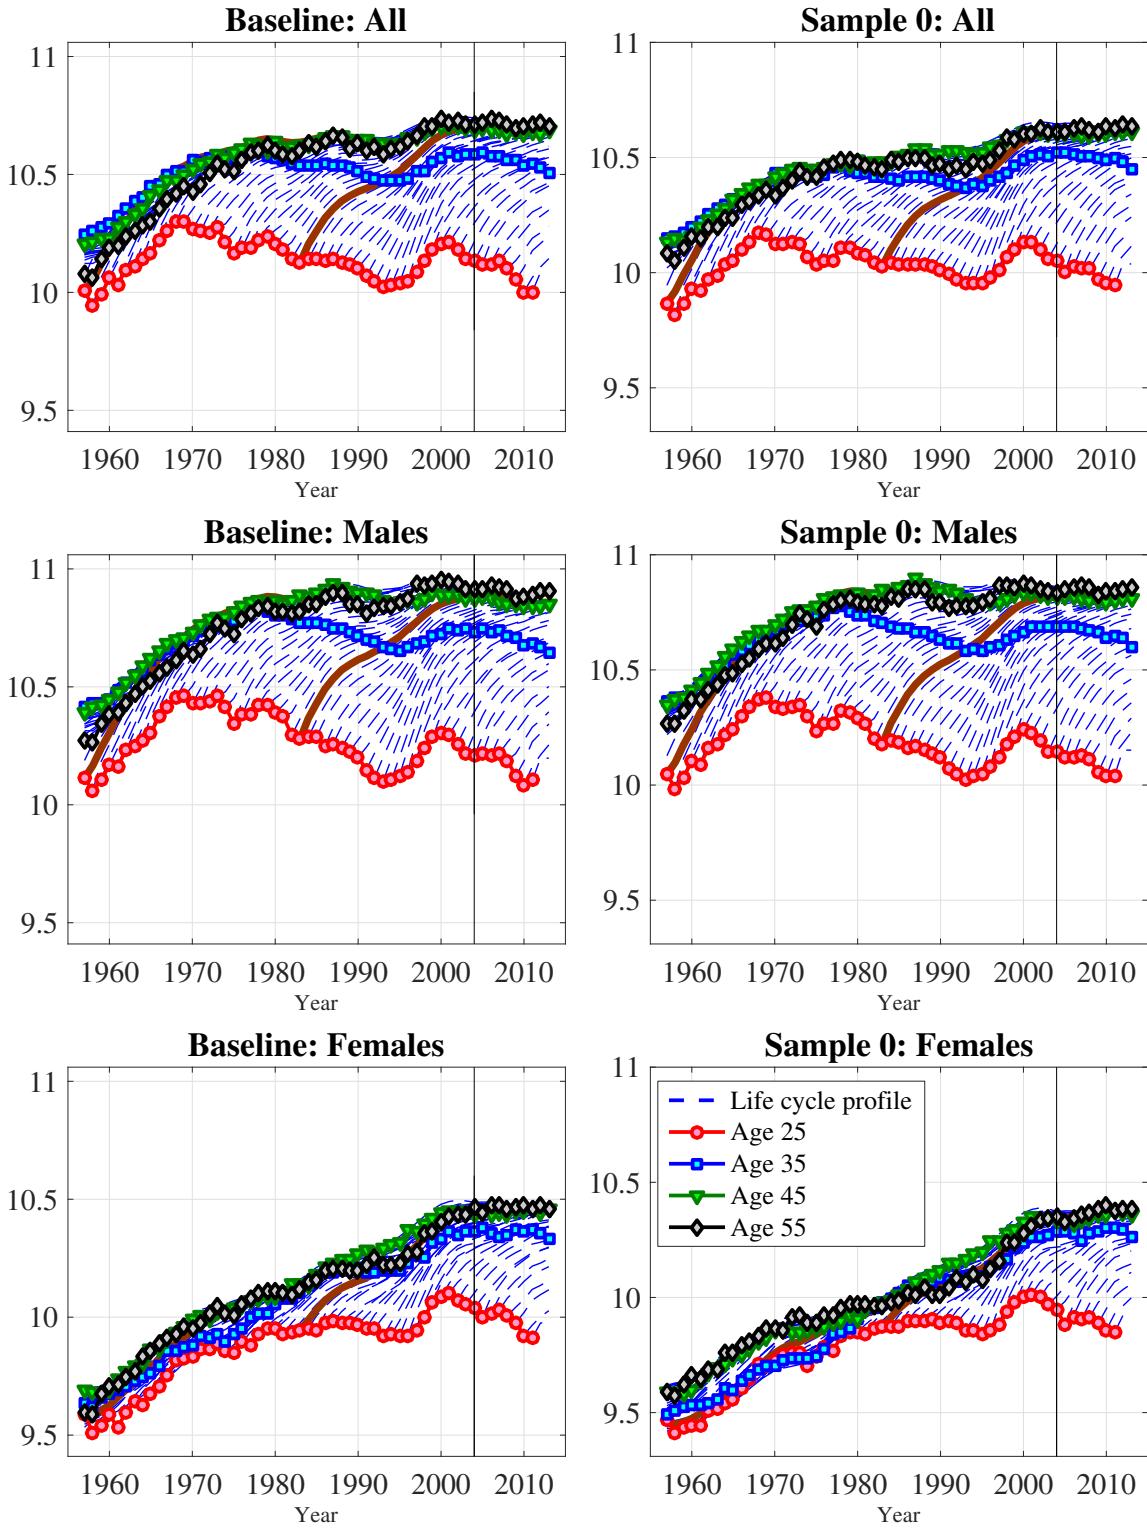 Baseline: All
11
10.5
10
9.5
1960 1970 1980 1990 2000 2010
Year
Sample 0: All
11
10.5
10
9.5
1960 1970 1980 1990 2000 2010
Year
Baseline: Males
11
10.5
10
9.5
1960 1970 1980 1990 2000 2010
Year
Sample 0: Males
11
10.5
10
9.5
1960 1970 1980 1990 2000 2010
Year
Baseline: Females
11
10.5
10
9.5
1960 1970 1980 1990 2000 2010
Year
Sample 0: Females
11
10.5
10
9.5
Life cycle profile
Age 25
Age 35
Age 45
Age 55
1960 1970 1980 1990 2000 2010
Year